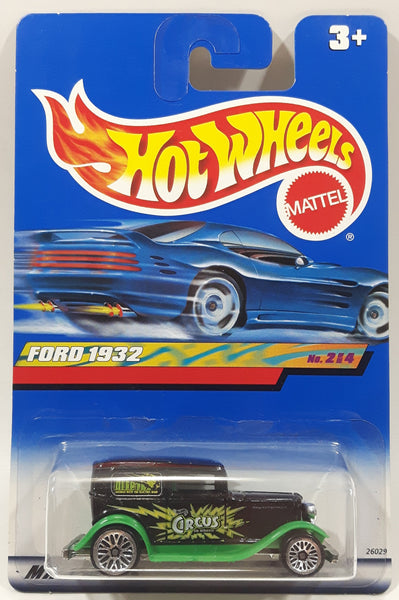 3+
HOT WHEELS
MATTEL
®
FORD 1932
No. 214
CIRCUS
26029